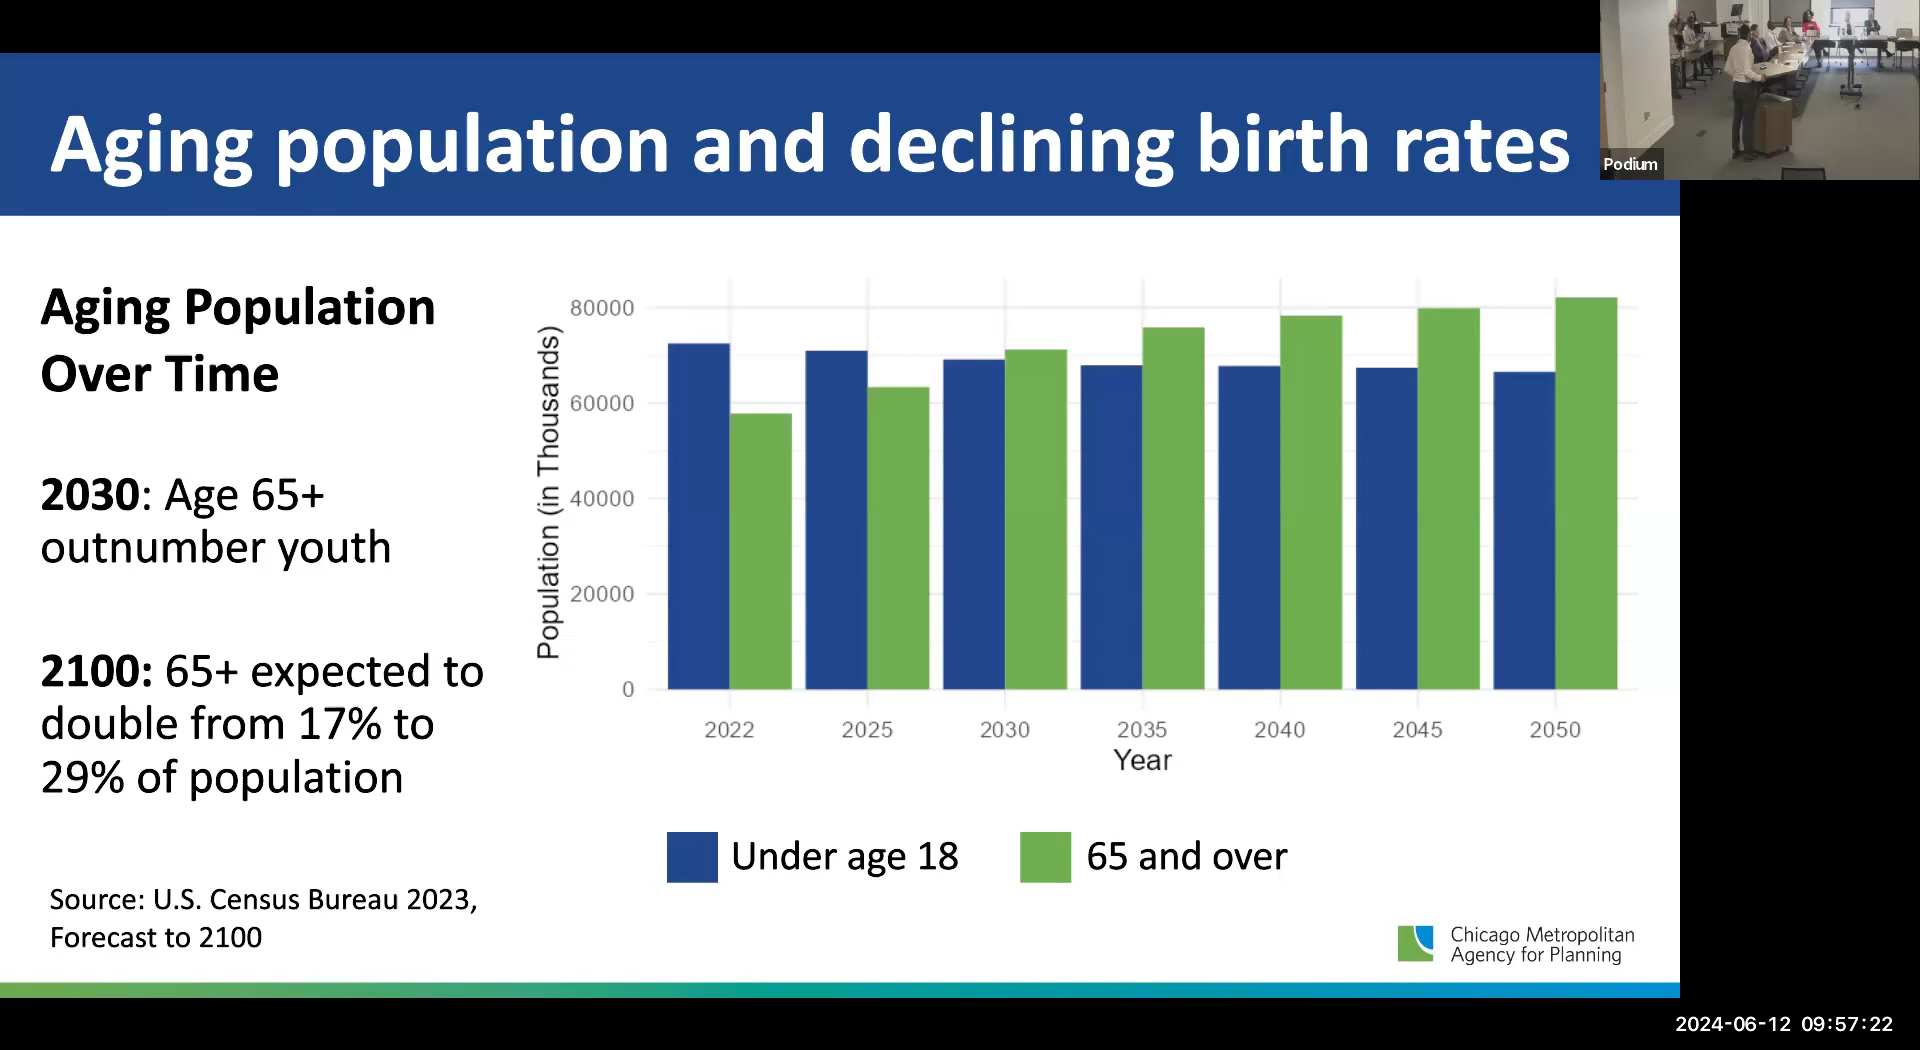 Aging population and declining birth rates
Podium
Aging Population
Over Time
2030: Age 65+
outnumber youth
2100: 65+ expected to
double from 17% to
29% of population
Source: U.S. Census Bureau 2023,
Forecast to 2100
Population (in Thousands)
80000
60000
40000
20000
0
2022 2025 2030 2035 2040 2045 2050
Year
Under age 18 65 and over
Chicago Metropolitan
Agency for Planning
2024-06-12 09:57:22